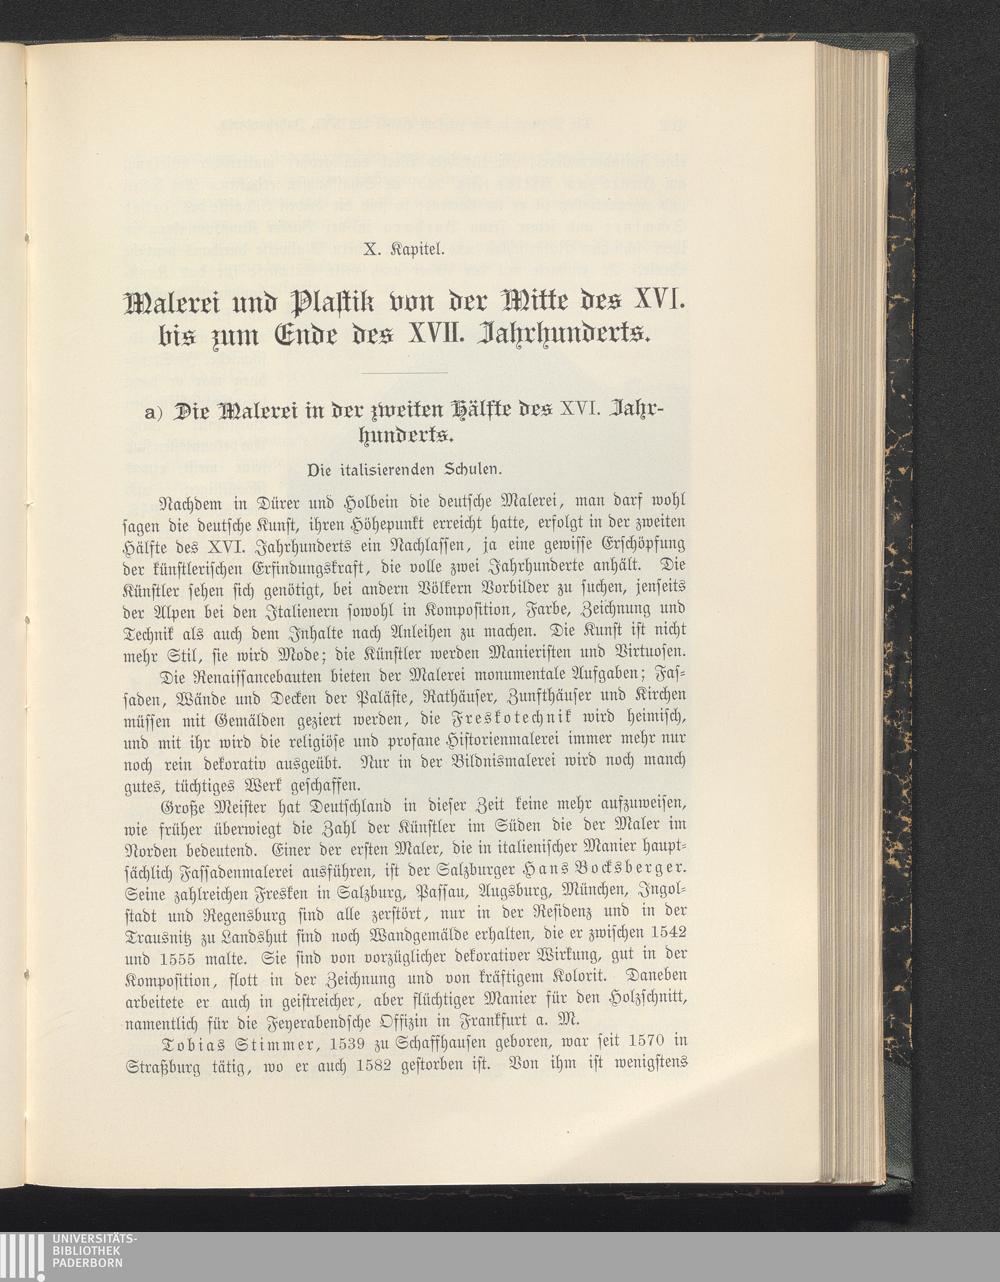 X. Kapitel.
Malerei und Plastik von der Mitte des XVI.
bis zum Ende des XVII. Jahrhunderts.
a) Die Malerei in der zweiten Hälfte des XVI. Jahr-
hunderts.
Die italisierenden Schulen.
Nachdem in Dürer und Holbein die deutsche Malerei, man darf wohl
sagen die deutsche Kunst, ihren Höhepunkt erreicht hatte, erfolgt in der zweiten
Hälfte des XVI. Jahrhunderts ein Nachlassen, ja eine gewisse Erschöpfung
der künstlerischen Erfindungskraft, die volle zwei Jahrhunderte anhält. Die
Künstler sehen sich genötigt, bei andern Völkern Vorbilder zu suchen, jenseits
der Alpen bei den Italienern sowohl in Komposition, Farbe, Zeichnung und
Technik als auch dem Inhalte nach Anleihen zu machen. Die Kunst ist nicht
mehr Stil, sie wird Mode; die Künstler werden Manieristen und Virtuosen.
Die Renaissancebauten bieten der Malerei monumentale Aufgaben; Fas-
saden, Wände und Decken der Paläste, Rathäuser, Zunfthäuser und Kirchen
müssen mit Gemälden geziert werden, die Freskotechnik wird heimisch,
und mit ihr wird die religiöse und profane Historienmalerei immer mehr nur
noch rein dekorativ ausgeübt. Nur in der Bildnismalerei wird noch manch
gutes, tüchtiges Werk geschaffen.
Große Meister hat Deutschland in dieser Zeit keine mehr aufzuweisen,
wie früher überwiegt die Zahl der Künstler im Süden die der Maler im
Norden bedeutend. Einer der ersten Maler, die in italienischer Manier haupt-
sächlich Fassadenmalerei ausführen, ist der Salzburger Hans Bocksberger.
Seine zahlreichen Fresken in Salzburg, Passau, Augsburg, München, Ingol-
stadt und Regensburg sind alle zerstört, nur in der Residenz und in der
Trausnitz zu Landshut sind noch Wandgemälde erhalten, die er zwischen 1542
und 1555 malte. Sie sind von vorzüglicher dekorativer Wirkung, gut in der
Komposition, flott in der Zeichnung und von kräftigem Kolorit. Daneben
arbeitete er auch in geistreicher, aber flüchtiger Manier für den Holzschnitt,
namentlich für die Feyerabendsche Offizin in Frankfurt a. M.
Tobias Stimmer, 1539 zu Schaffhausen geboren, war seit 1570 in
Straßburg tätig, wo er auch 1582 gestorben ist. Von ihm ist wenigstens
UNIVERSITÄTS-
BIBLIOTHEK
PADERBORN